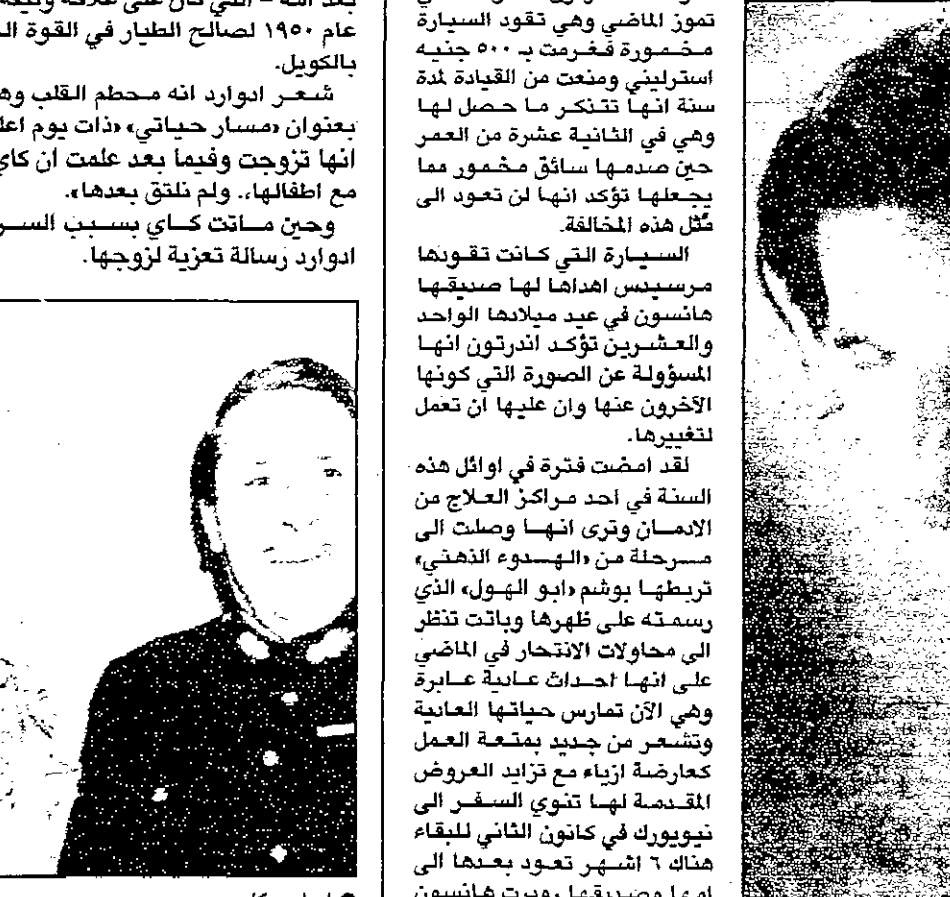 تموز الماضي وهي تقود السيارة
مخمورة فغرمت بـ ٥٠٠ جنيه
استرليني ومنعت من القيادة لمدة
سنة انها تتذكر ما حصل لها
وهي في الثانية عشرة من العمر
حين صدمها سائق مخمور مما
يجعلها تؤكد انها لن تعود الى
مثل هذه المخالفة.
السيارة التي كانت تقودها
مرسيدس اهداها لها صديقها
هانسون في عيد ميلادها الواحد
والعشرين تؤكد اندرتون انها
المسؤولة عن الصورة التي كونها
الآخرون عنها وان عليها ان تعمل
لتغييرها.
لقد امضت فترة في اوائل هذه
السنة في احد مراكز العلاج من
الادمان وترى انها وصلت الى
مرحلة من «الهدوء الذهني»
تربطها بوشم «ابو الهول» الذي
رسمته على ظهرها وباتت تنظر
الى محاولات الانتحار في الماضي
على انها احداث عادية عابرة
وهي الآن تمارس حياتها العادية
وتشعر من جديد بمتعة العمل
كعارضة ازياء مع تزايد العروض
المقدمة لها تنوي السفر الى
نيويورك في كانون الثاني للبقاء
هناك ٦ اشهر تعود بعدها الى
امها وصديقها روبرت هانسون
عام ١٩٥٠ لصالح الطيار في القوة
بالكويل.
شعر ادوارد انه محطم القلب
بعنوان «مسار حياتي» «ذات يوم
انها تزوجت وفيما بعد علمت ان كاي
مع اطفالها.. ولم نلتق بعدها».
وحين ماتت كاي بسبب
ادوارد رسالة تعزية لزوجها.